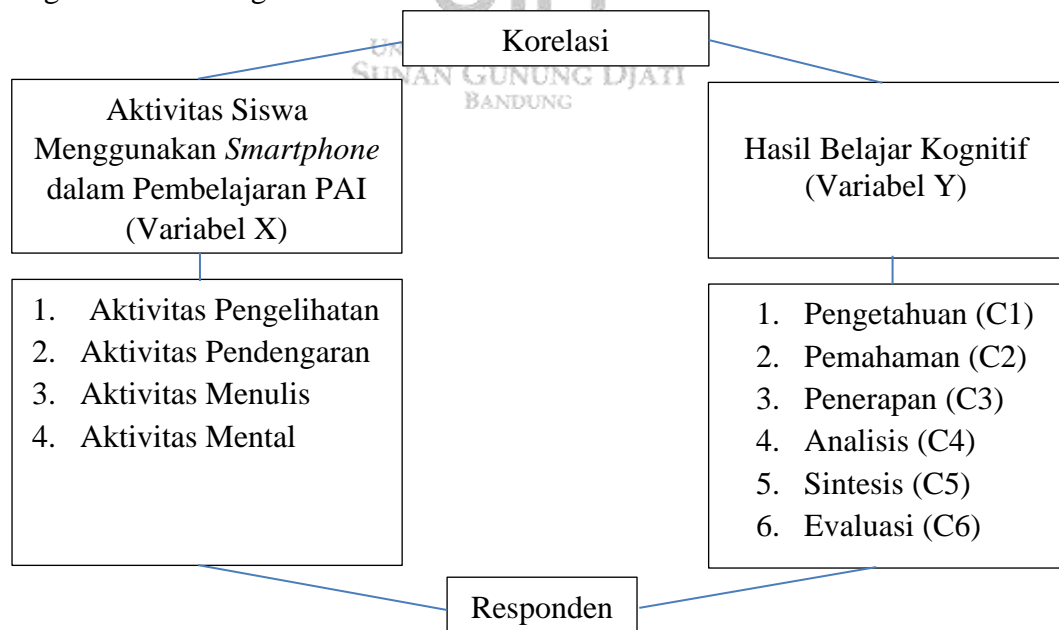 Korelasi
SUNAN GUNUNG DJATI
BANDUNG
Aktivitas Siswa
Menggunakan Smartphone
dalam Pembelajaran PAI
(Variabel X)
Hasil Belajar Kognitif
(Variabel Y)
1. Aktivitas Pengelihatan
2. Aktivitas Pendengaran
3. Aktivitas Menulis
4. Aktivitas Mental
1. Pengetahuan (C1)
2. Pemahaman (C2)
3. Penerapan (C3)
4. Analisis (C4)
5. Sintesis (C5)
6. Evaluasi (C6)
Responden